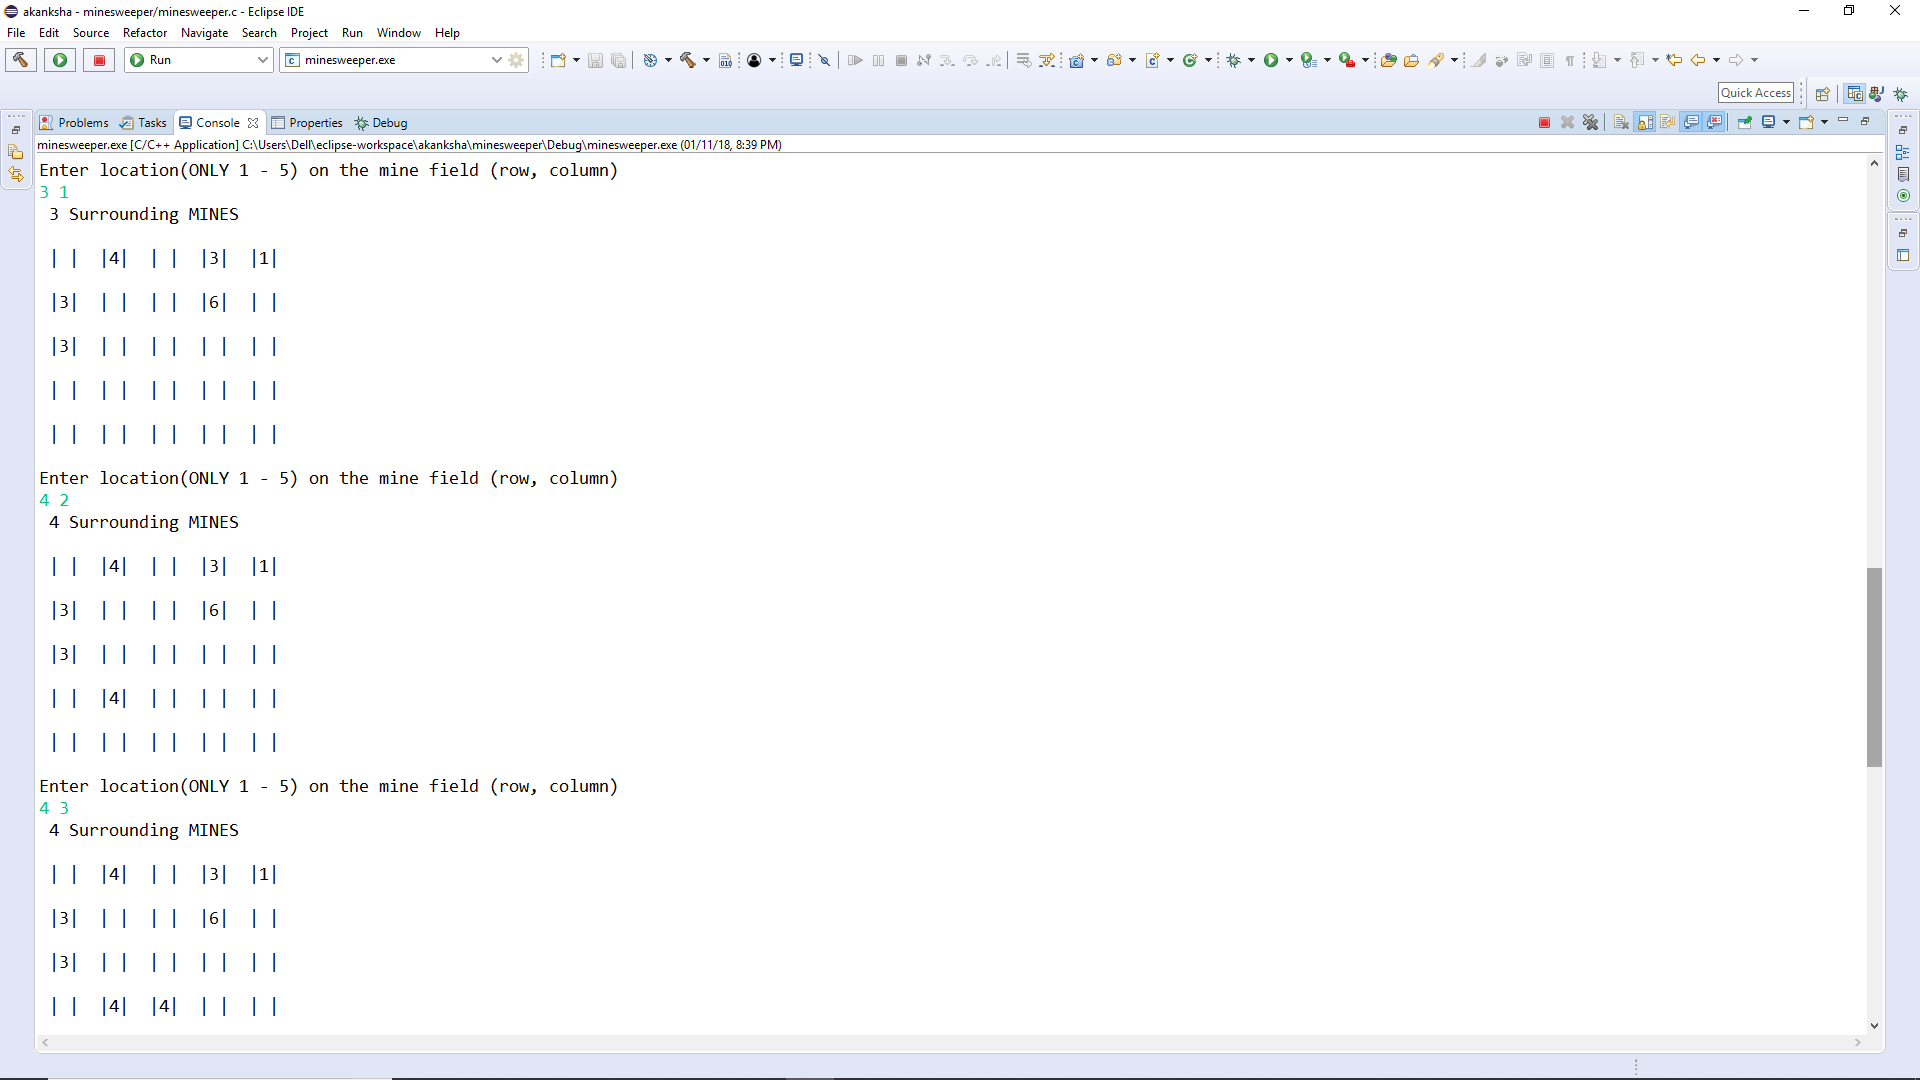 akanksha - minesweeper/minesweeper.c - Eclipse IDE
File Edit Source Refactor Navigate Search Project Run Window Help
Run minesweeper.exe
Quick Access
Problems Tasks Console Properties Debug
minesweeper.exe [C/C++ Application] C:\Users\Dell\eclipse-workspace\akanksha\minesweeper\Debug\minesweeper.exe (01/11/18, 8:39 PM)
Enter location(ONLY 1 - 5) on the mine field (row, column)
3 1
3 Surrounding MINES
| | |4| | | |3| |1|
|3| | | | | |6| | |
|3| | | | | | | | |
| | | | | | | | | |
| | | | | | | | | |
Enter location(ONLY 1 - 5) on the mine field (row, column)
4 2
4 Surrounding MINES
| | |4| | | |3| |1|
|3| | | | | |6| | |
|3| | | | | | | | |
| | |4| | | | | | |
| | | | | | | | | |
Enter location(ONLY 1 - 5) on the mine field (row, column)
4 3
4 Surrounding MINES
| | |4| | | |3| |1|
|3| | | | | |6| | |
|3| | | | | | | | |
| | |4| |4| | | | |